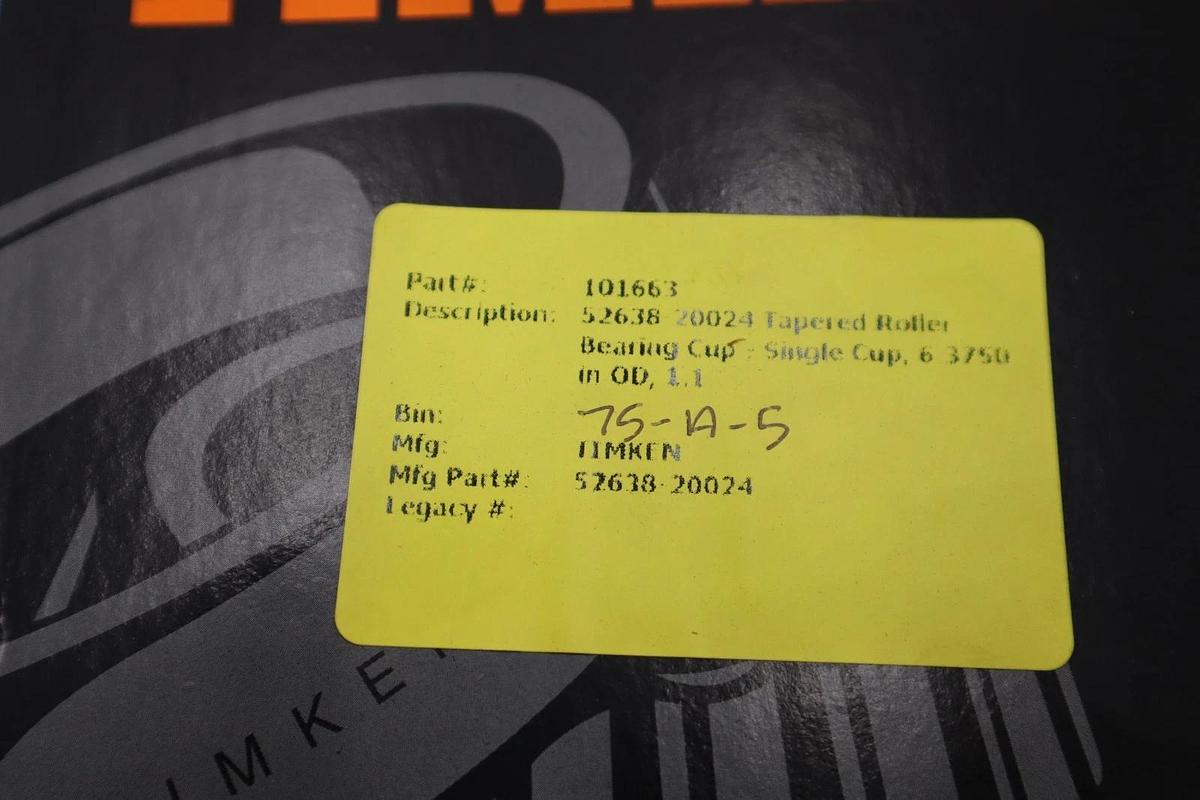 Part#: 101663
Description: 52638-20024 Tapered Roller
Bearing Cup - Single Cup, 6.3750
in OD, 1.1
Bin: 75-A-5
Mfg: TIMKEN
Mfg Part#: 52638-20024
Legacy #: